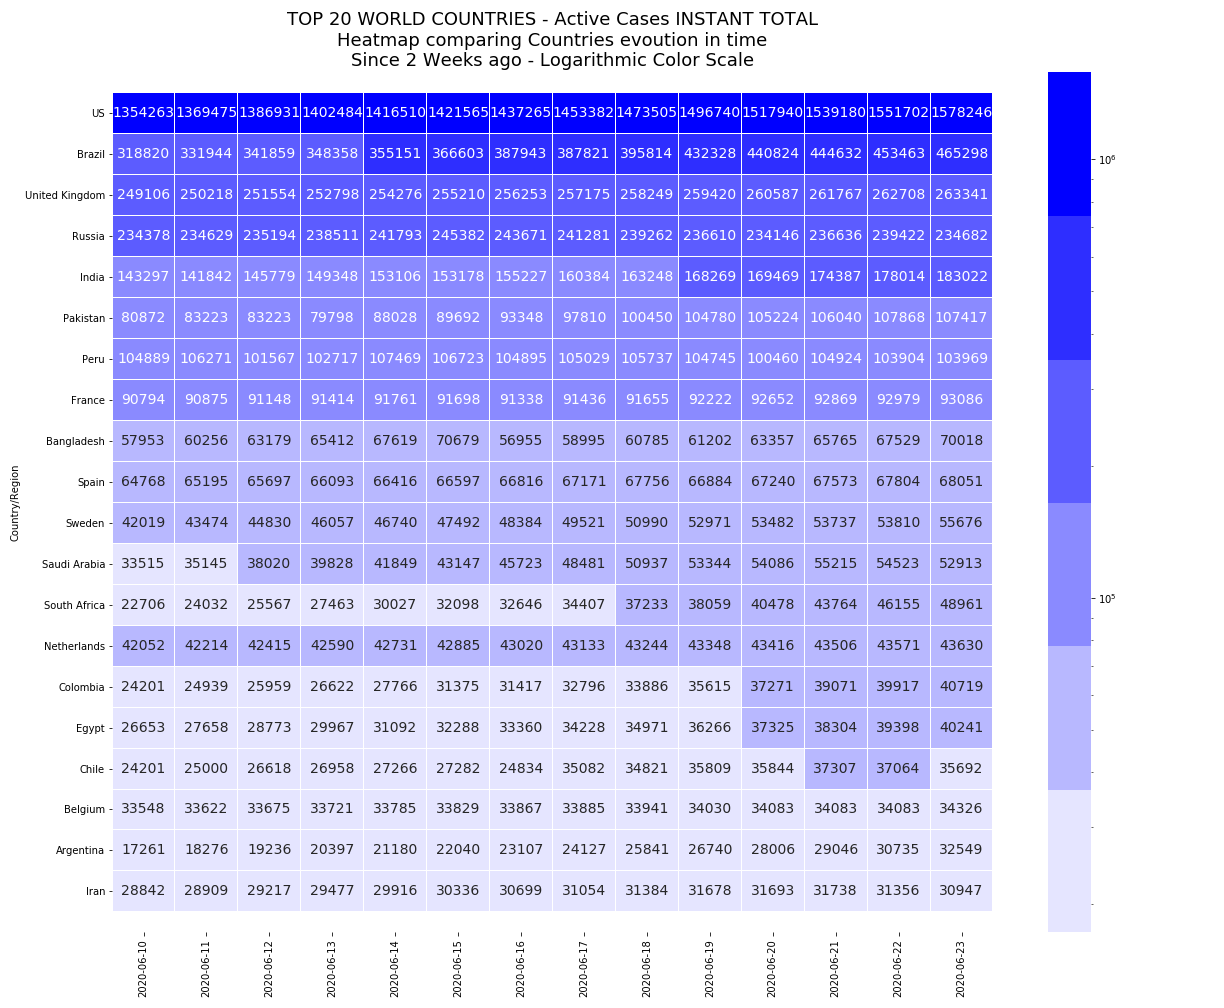 TOP 20 WORLD COUNTRIES - Active Cases INSTANT TOTAL
Heatmap comparing Countries evoution in time
Since 2 Weeks ago - Logarithmic Color Scale
Country/Region
US 1354263 1369475 1386931 1402484 1416510 1421565 1437265 1453382 1473505 1496740 1517940 1539180 1551702 1578246
Brazil 318820 331944 341859 348358 355151 366603 387943 387821 395814 432328 440824 444632 453463 465298
United Kingdom 249106 250218 251554 252798 254276 255210 256253 257175 258249 259420 260587 261767 262708 263341
Russia 234378 234629 235194 238511 241793 245382 243671 241281 239262 236610 234146 236636 239422 234682
India 143297 141842 145779 149348 153106 153178 155227 160384 163248 168269 169469 174387 178014 183022
Pakistan 80872 83223 83223 79798 88028 89692 93348 97810 100450 104780 105224 106040 107868 107417
Peru 104889 106271 101567 102717 107469 106723 104895 105029 105737 104745 100460 104924 103904 103969
France 90794 90875 91148 91414 91761 91698 91338 91436 91655 92222 92652 92869 92979 93086
Bangladesh 57953 60256 63179 65412 67619 70679 56955 58995 60785 61202 63357 65765 67529 70018
Spain 64768 65195 65697 66093 66416 66597 66816 67171 67756 66884 67240 67573 67804 68051
Sweden 42019 43474 44830 46057 46740 47492 48384 49521 50990 52971 53482 53737 53810 55676
Saudi Arabia 33515 35145 38020 39828 41849 43147 45723 48481 50937 53344 54086 55215 54523 52913
South Africa 22706 24032 25567 27463 30027 32098 32646 34407 37233 38059 40478 43764 46155 48961
Netherlands 42052 42214 42415 42590 42731 42885 43020 43133 43244 43348 43416 43506 43571 43630
Colombia 24201 24939 25959 26622 27766 31375 31417 32796 33886 35615 37271 39071 39917 40719
Egypt 26653 27658 28773 29967 31092 32288 33360 34228 34971 36266 37325 38304 39398 40241
Chile 24201 25000 26618 26958 27266 27282 24834 35082 34821 35809 35844 37307 37064 35692
Belgium 33548 33622 33675 33721 33785 33829 33867 33885 33941 34030 34083 34083 34083 34326
Argentina 17261 18276 19236 20397 21180 22040 23107 24127 25841 26740 28006 29046 30735 32549
Iran 28842 28909 29217 29477 29916 30336 30699 31054 31384 31678 31693 31738 31356 30947
2020-06-10 2020-06-11 2020-06-12 2020-06-13 2020-06-14 2020-06-15 2020-06-16 2020-06-17 2020-06-18 2020-06-19 2020-06-20 2020-06-21 2020-06-22 2020-06-23
10⁶
10⁵